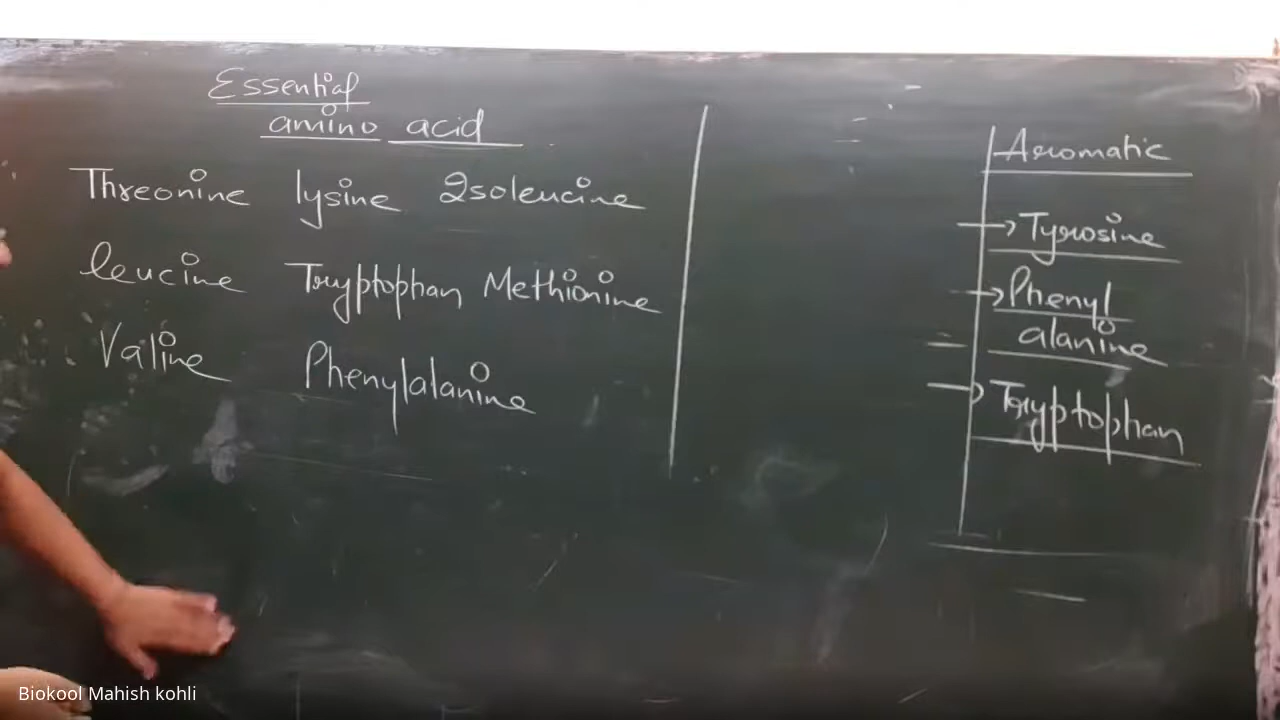 Essential
amino acid
Threonine lysine Isoleucine
leucine Tryptophan Methionine
Valine Phenylalanine
Aromatic
→ Tyrosine
→ Phenyl
alanine
→ Tryptophan
Biokool Mahish kohli